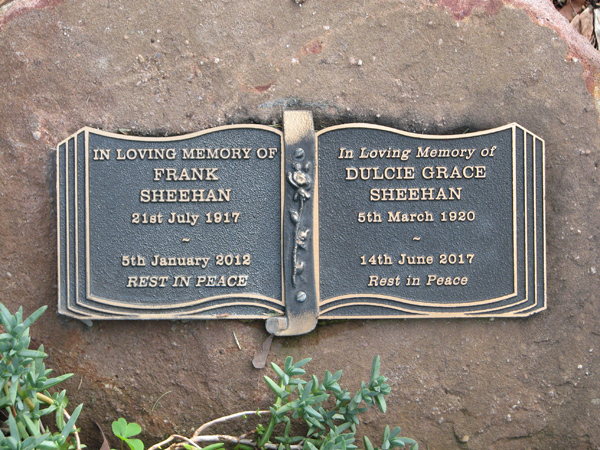 IN LOVING MEMORY OF
FRANK
SHEEHAN
21st July 1917
~
5th January 2012
REST IN PEACE
In Loving Memory of
DULCIE GRACE
SHEEHAN
5th March 1920
~
14th June 2017
Rest in Peace